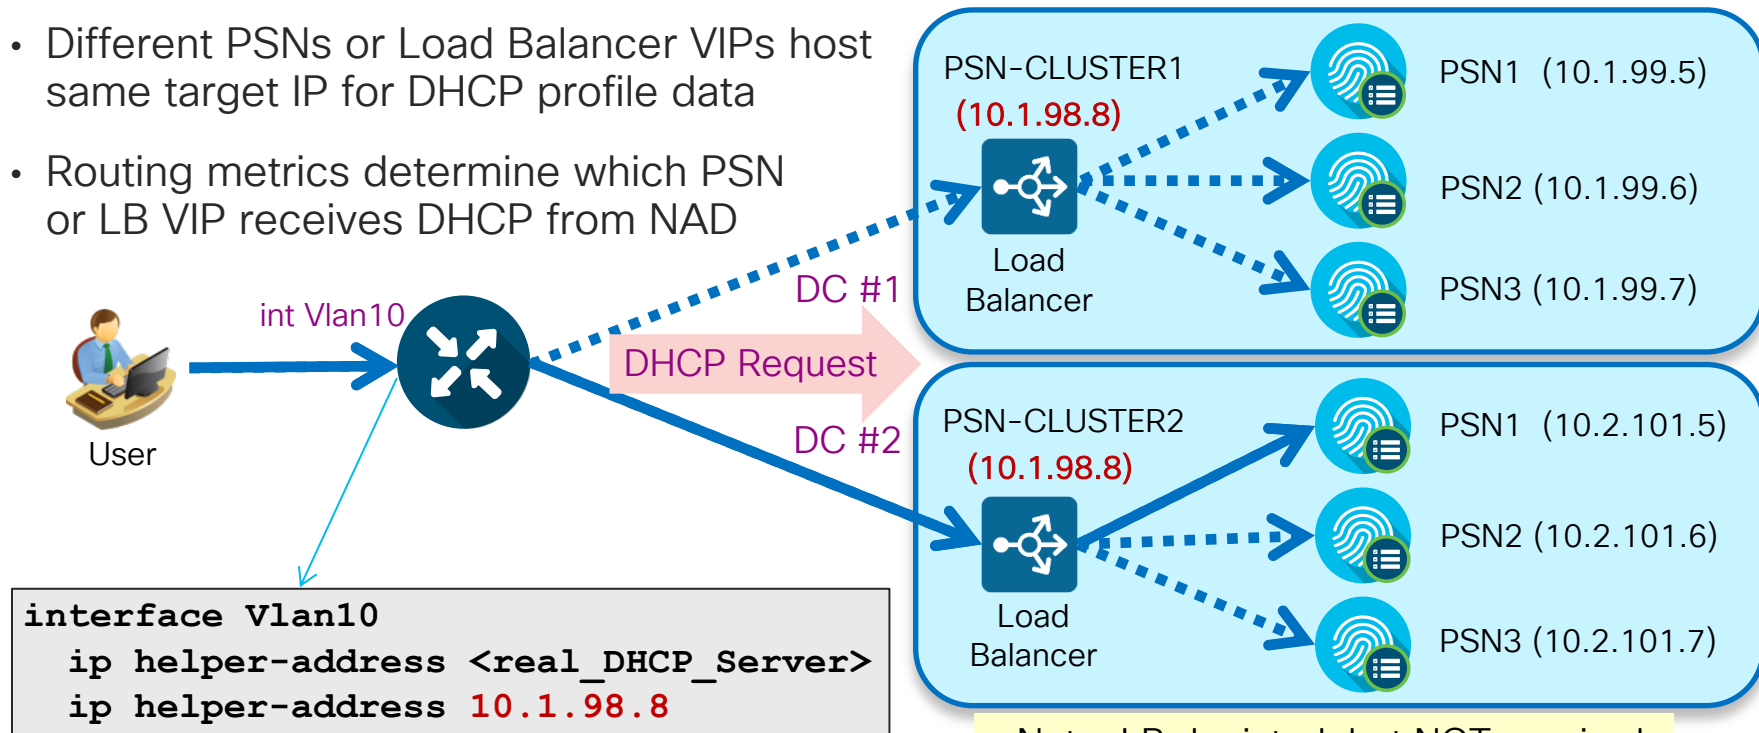 • Different PSNs or Load Balancer VIPs host
same target IP for DHCP profile data
• Routing metrics determine which PSN
or LB VIP receives DHCP from NAD
int Vlan10
User
DC #1
DHCP Request
DC #2
PSN-CLUSTER1
(10.1.98.8)
Load
Balancer
PSN1 (10.1.99.5)
PSN2 (10.1.99.6)
PSN3 (10.1.99.7)
PSN-CLUSTER2
(10.1.98.8)
Load
Balancer
PSN1 (10.2.101.5)
PSN2 (10.2.101.6)
PSN3 (10.2.101.7)
interface Vlan10
ip helper-address <real_DHCP_Server>
ip helper-address 10.1.98.8